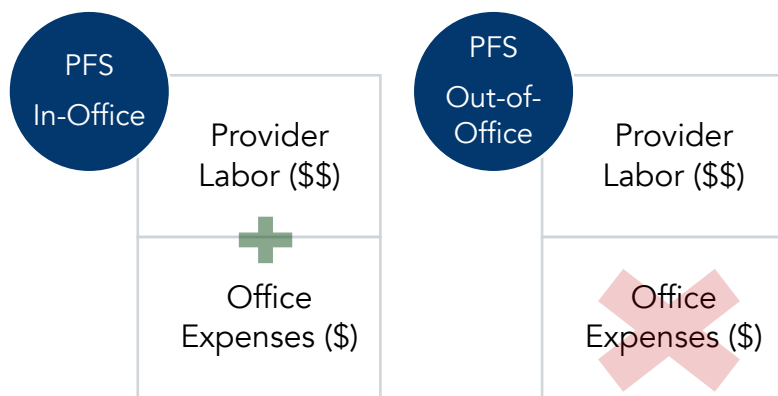 PFS
In-Office
Provider
Labor ($$)
Office
Expenses ($)
PFS
Out-of-
Office
Provider
Labor ($$)
Office
Expenses ($)